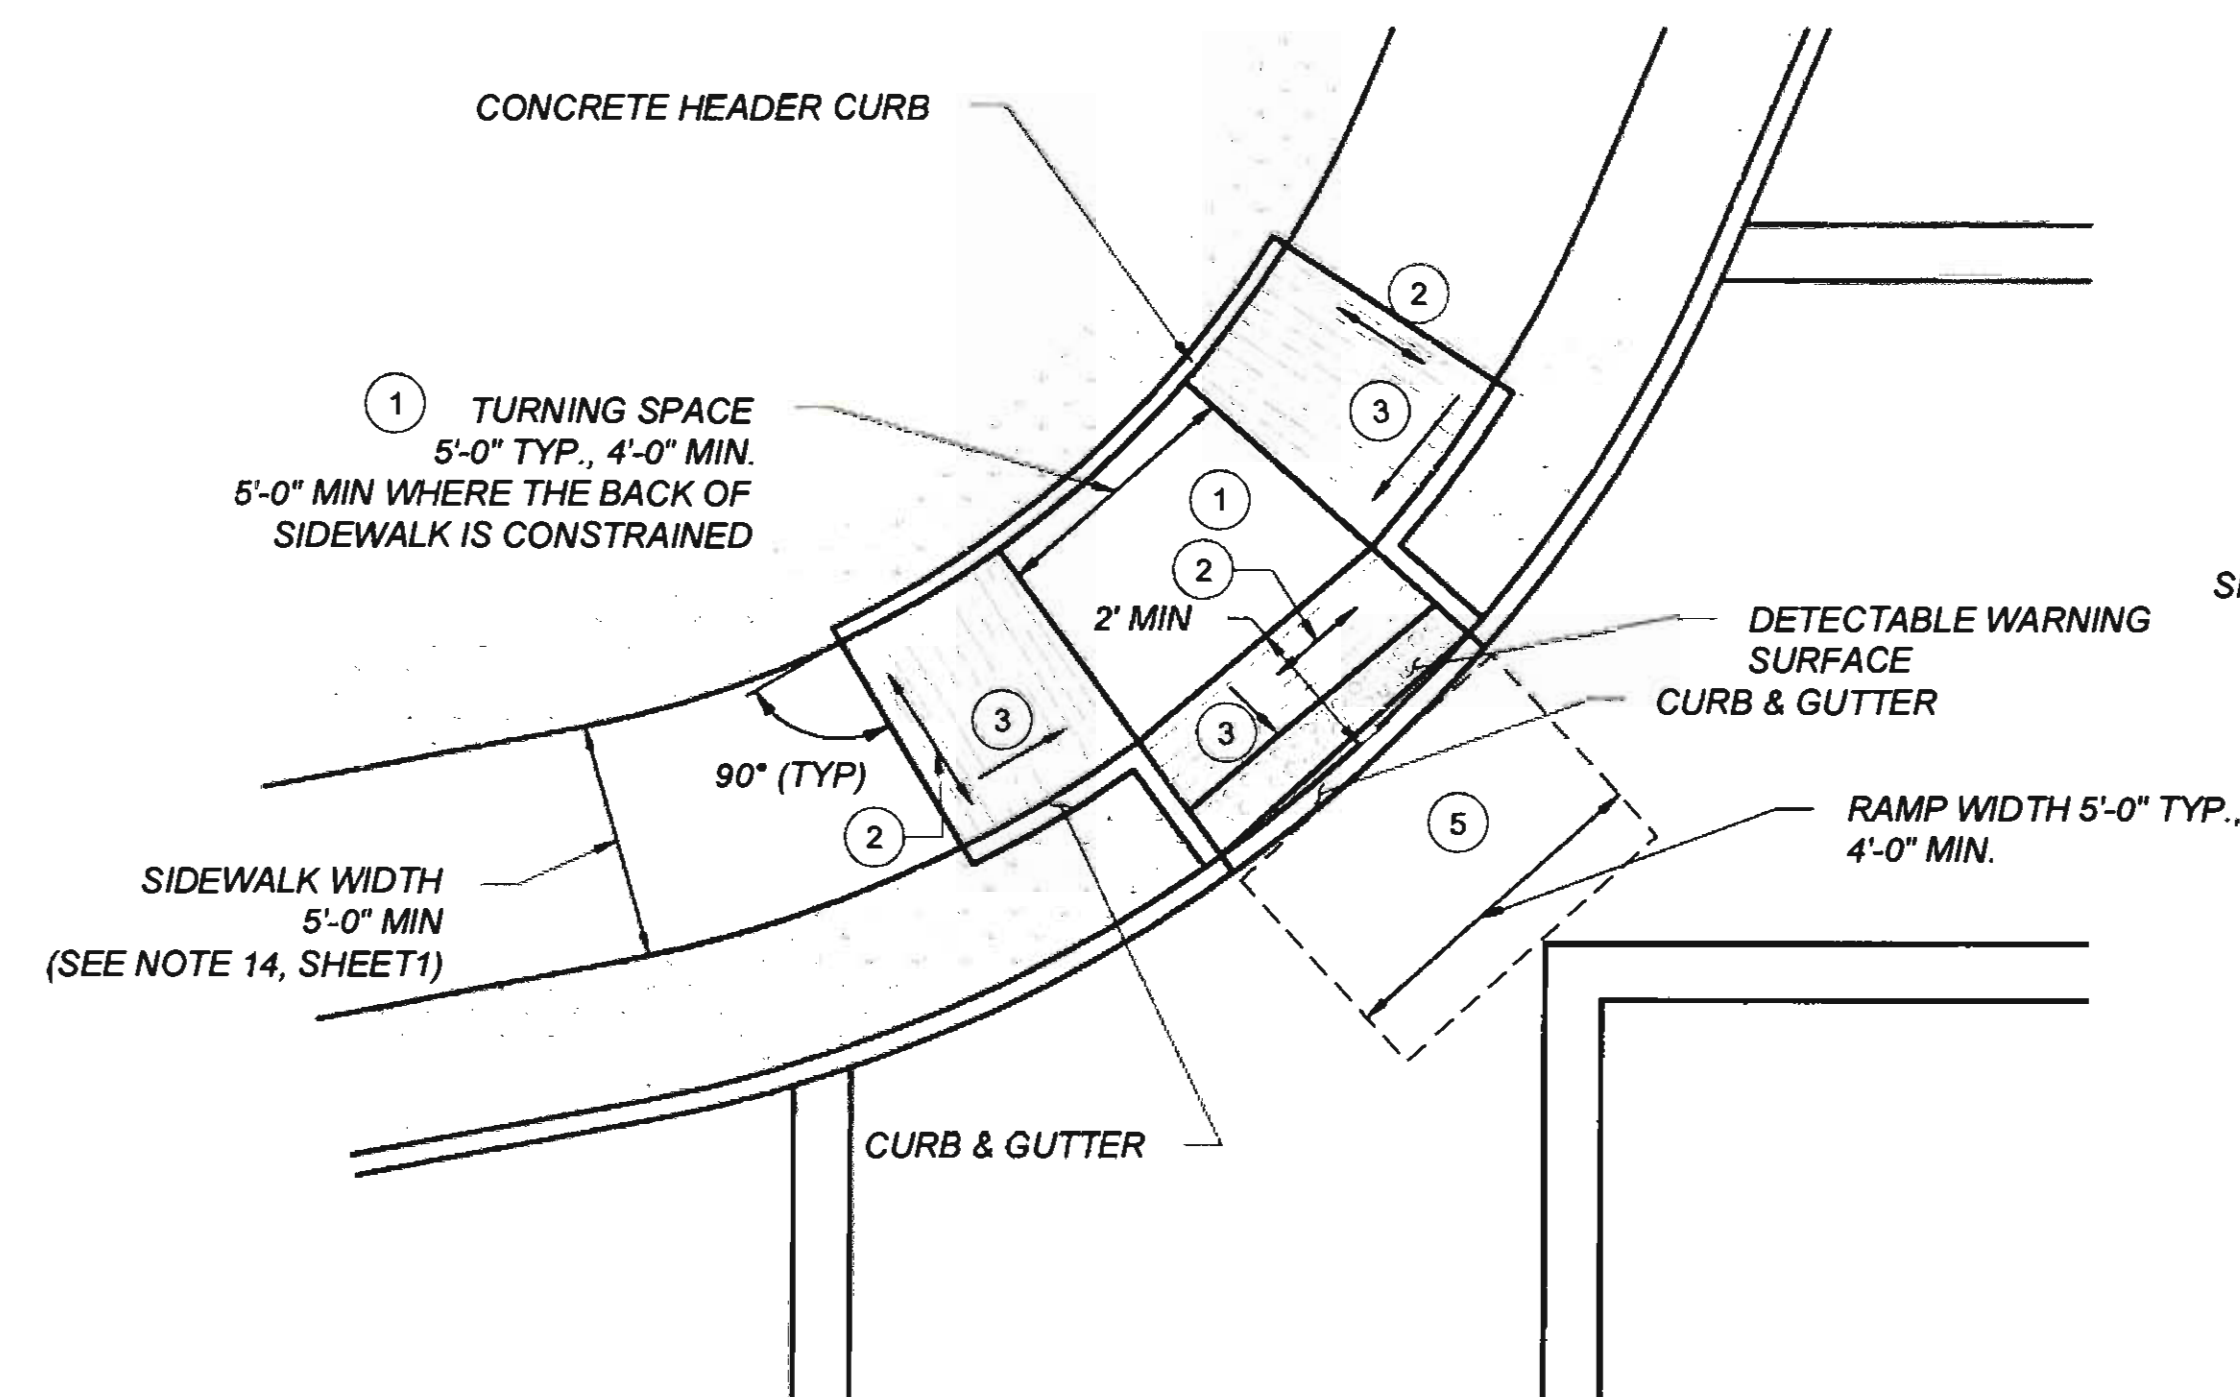 CONCRETE HEADER CURB
2
3
1 TURNING SPACE
5'-0" TYP., 4'-0" MIN.
5'-0" MIN WHERE THE BACK OF
SIDEWALK IS CONSTRAINED
1
2
2' MIN
DETECTABLE WARNING
SURFACE
CURB & GUTTER
3
3
90° (TYP)
2
5
RAMP WIDTH 5'-0" TYP.,
4'-0" MIN.
SIDEWALK WIDTH
5'-0" MIN
(SEE NOTE 14, SHEET1)
CURB & GUTTER